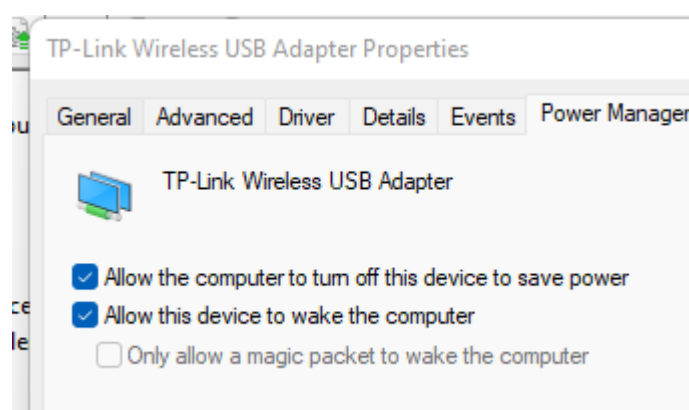 TP-Link Wireless USB Adapter Properties
General Advanced Driver Details Events Power
TP-Link Wireless USB Adapter
Allow the computer to turn off this device to save power
Allow this device to wake the computer
Only allow a magic packet to wake the computer